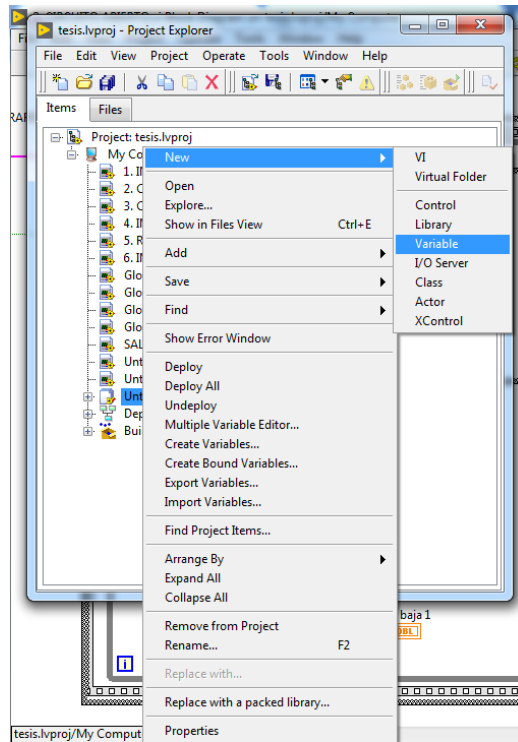 tesis.lvproj - Project Explorer
File Edit View Project Operate Tools Window Help
Items Files
Project: tesis.lvproj
My Co
1. I
2. C
3. C
4. I
5. R
6. I
Glo
Glo
Glo
Glo
SAL
Unt
Unt
Unt
Dep
Bui
New
Open
Explore...
Show in Files View Ctrl+E
Add
Save
Find
Show Error Window
Deploy
Deploy All
Undeploy
Multiple Variable Editor...
Create Variables...
Create Bound Variables...
Export Variables...
Import Variables...
Find Project Items...
Arrange By
Expand All
Collapse All
Remove from Project
Rename... F2
Replace with...
Replace with a packed library...
Properties
VI
Virtual Folder
Control
Library
Variable
I/O Server
Class
Actor
XControl
baja 1
DBL
i
tesis.lvproj/My Comput